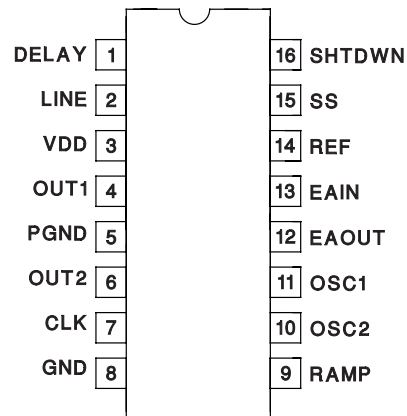 DELAY 1 16 SHTDWN
LINE 2 15 SS
VDD 3 14 REF
OUT1 4 13 EAIN
PGND 5 12 EAOUT
OUT2 6 11 OSC1
CLK 7 10 OSC2
GND 8 9 RAMP